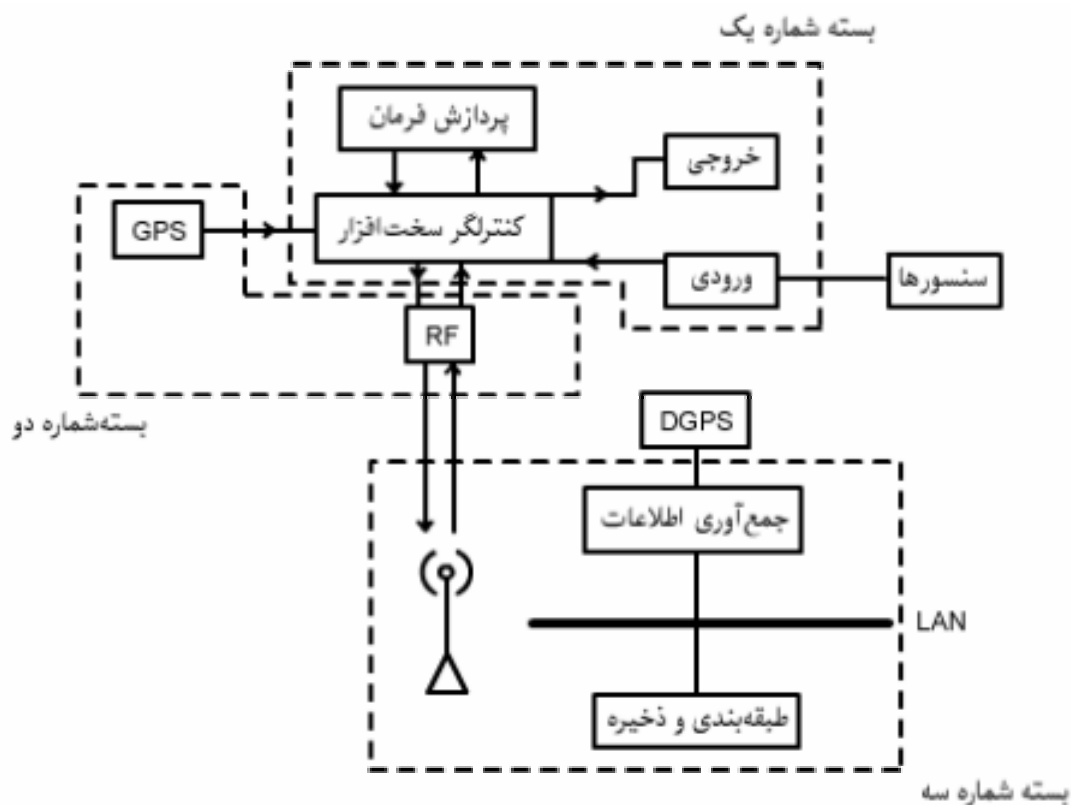 بسته شماره یک
پردازش فرمان
خروجی
GPS
کنترلگر سخت‌افزار
ورودی
سنسورها
RF
بسته‌شماره دو
DGPS
جمع‌آوری اطلاعات
LAN
طبقه‌بندی و ذخیره
بسته شماره سه